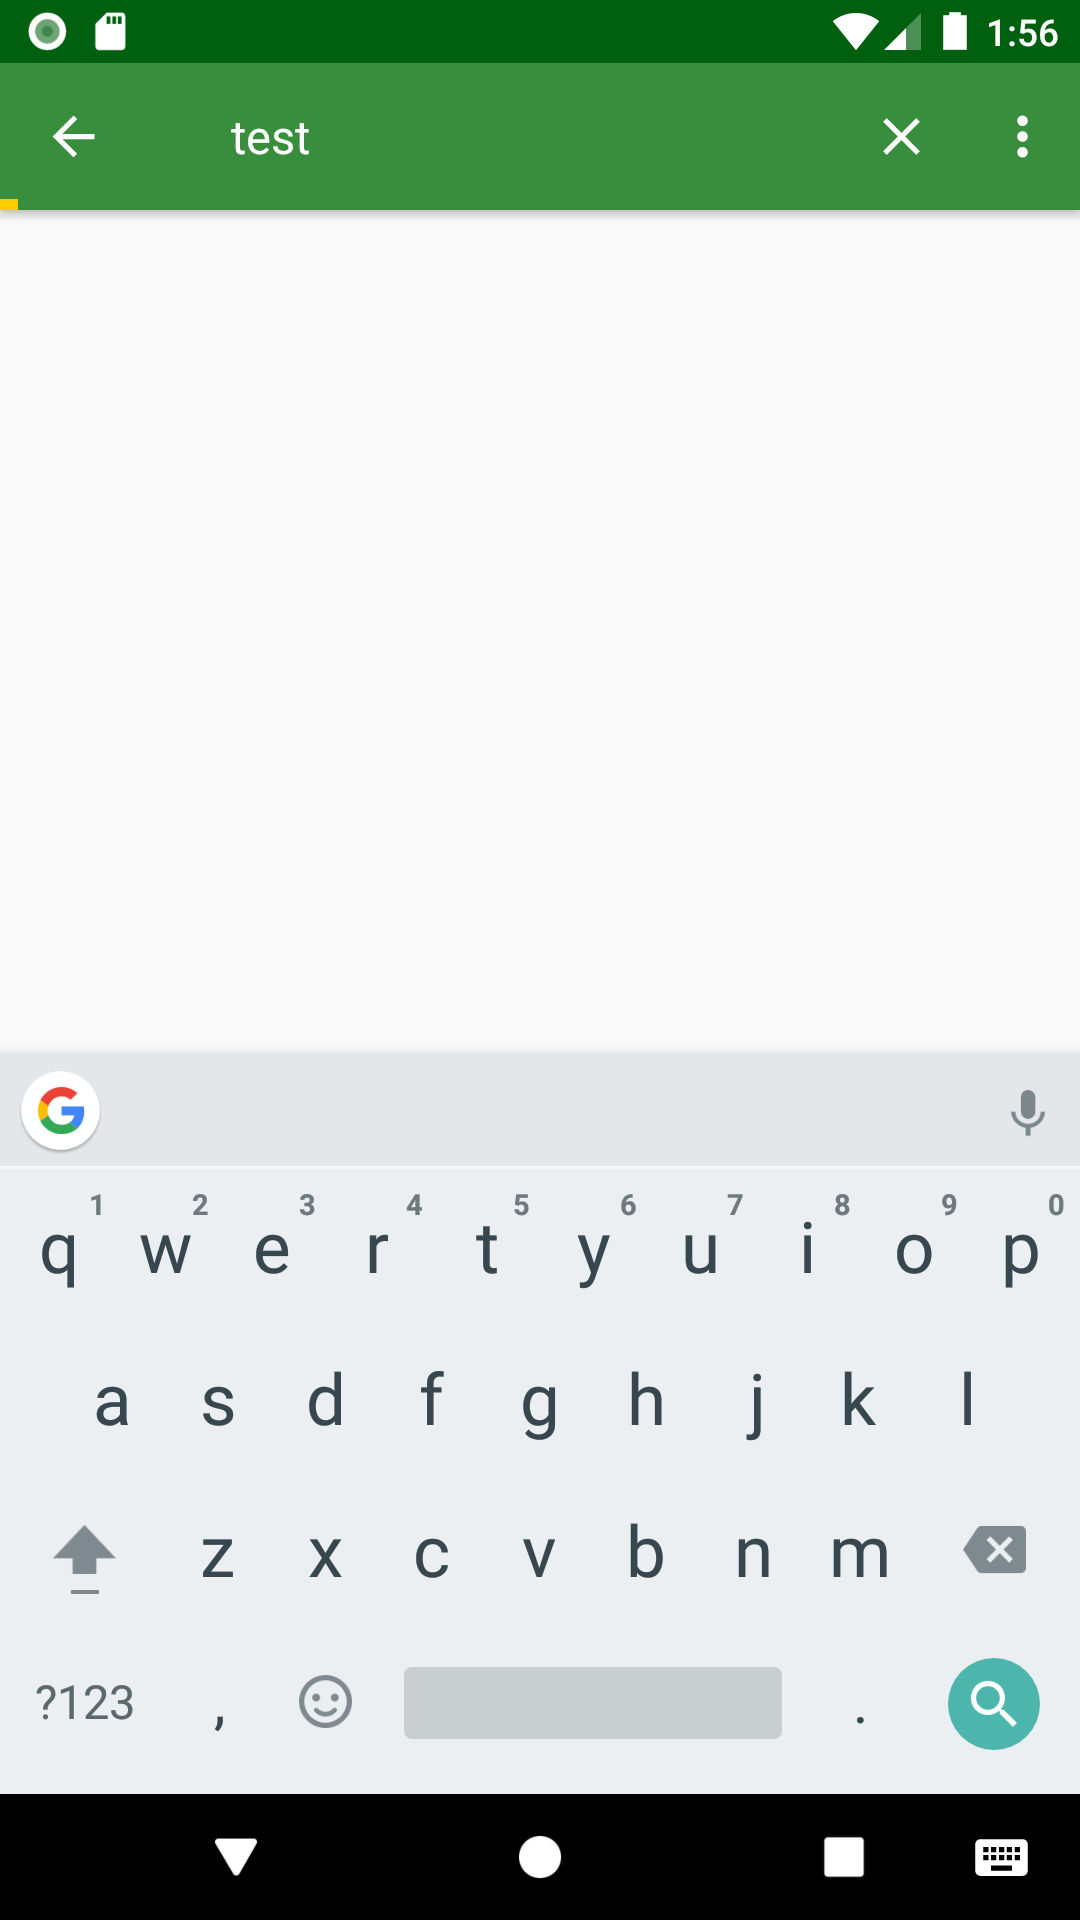 1:56
test
1 2 3 4 5 6 7 8 9 0
q w e r t y u i o p
a s d f g h j k l
z x c v b n m
?123 , .